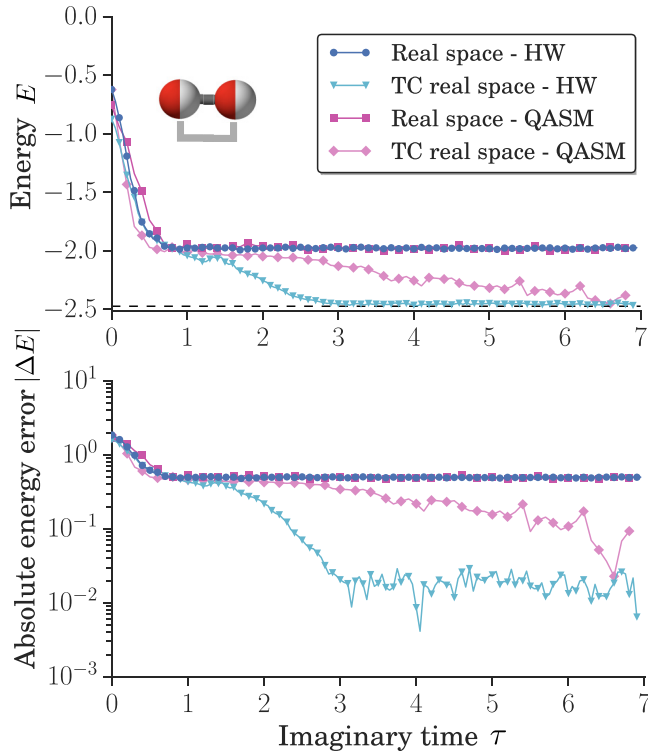 0.0
−0.5
−1.0
−1.5
−2.0
−2.5
Energy E
Real space - HW
TC real space - HW
Real space - QASM
TC real space - QASM
0 1 2 3 4 5 6 7
Absolute energy error |ΔE|
10^1
10^0
10^−1
10^−2
10^−3
0 1 2 3 4 5 6 7
Imaginary time τ